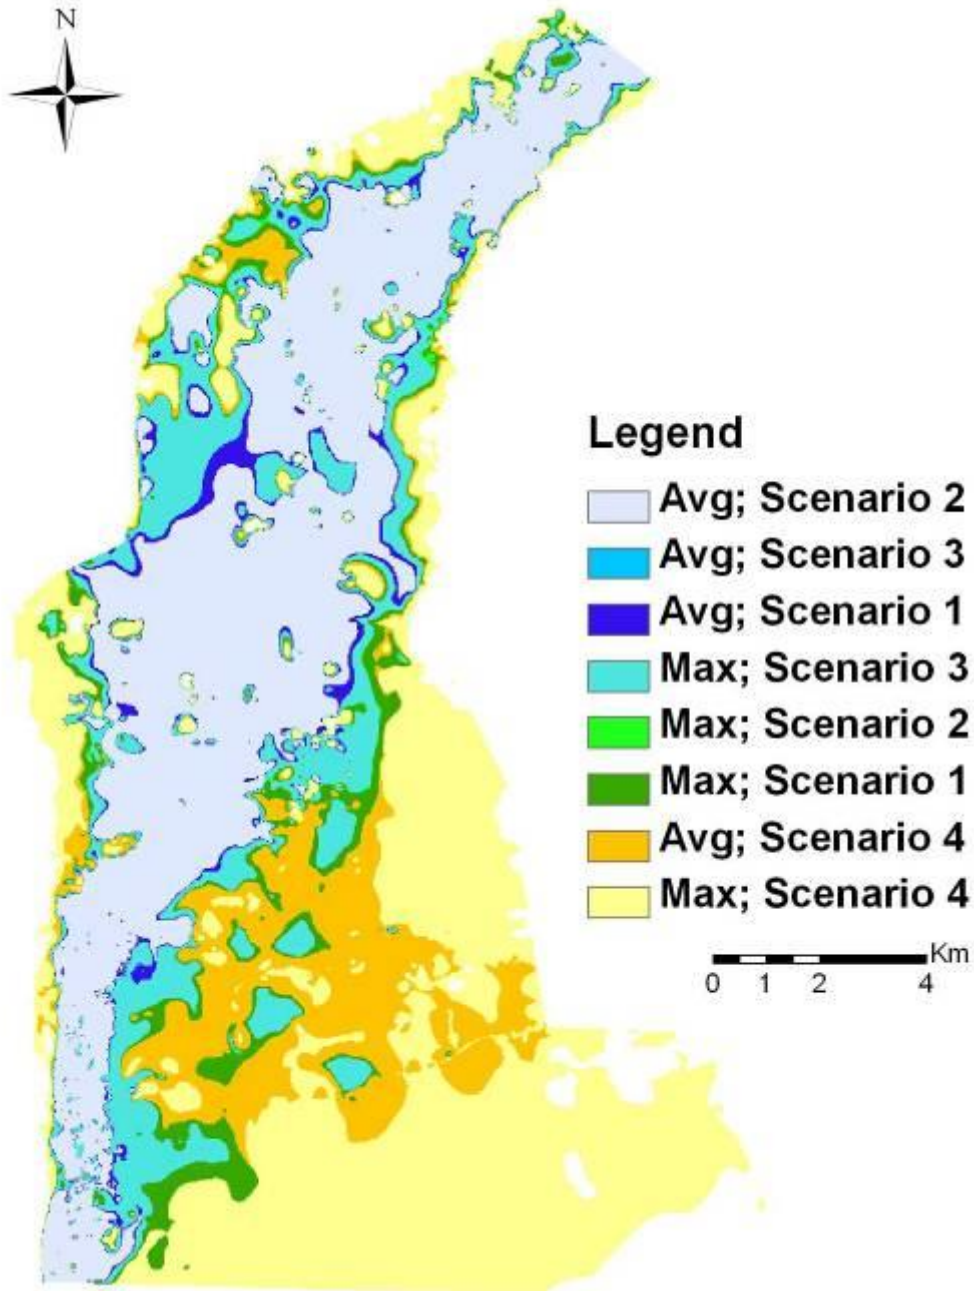 N
Legend
Avg; Scenario 2
Avg; Scenario 3
Avg; Scenario 1
Max; Scenario 3
Max; Scenario 2
Max; Scenario 1
Avg; Scenario 4
Max; Scenario 4
Km
0 1 2 4